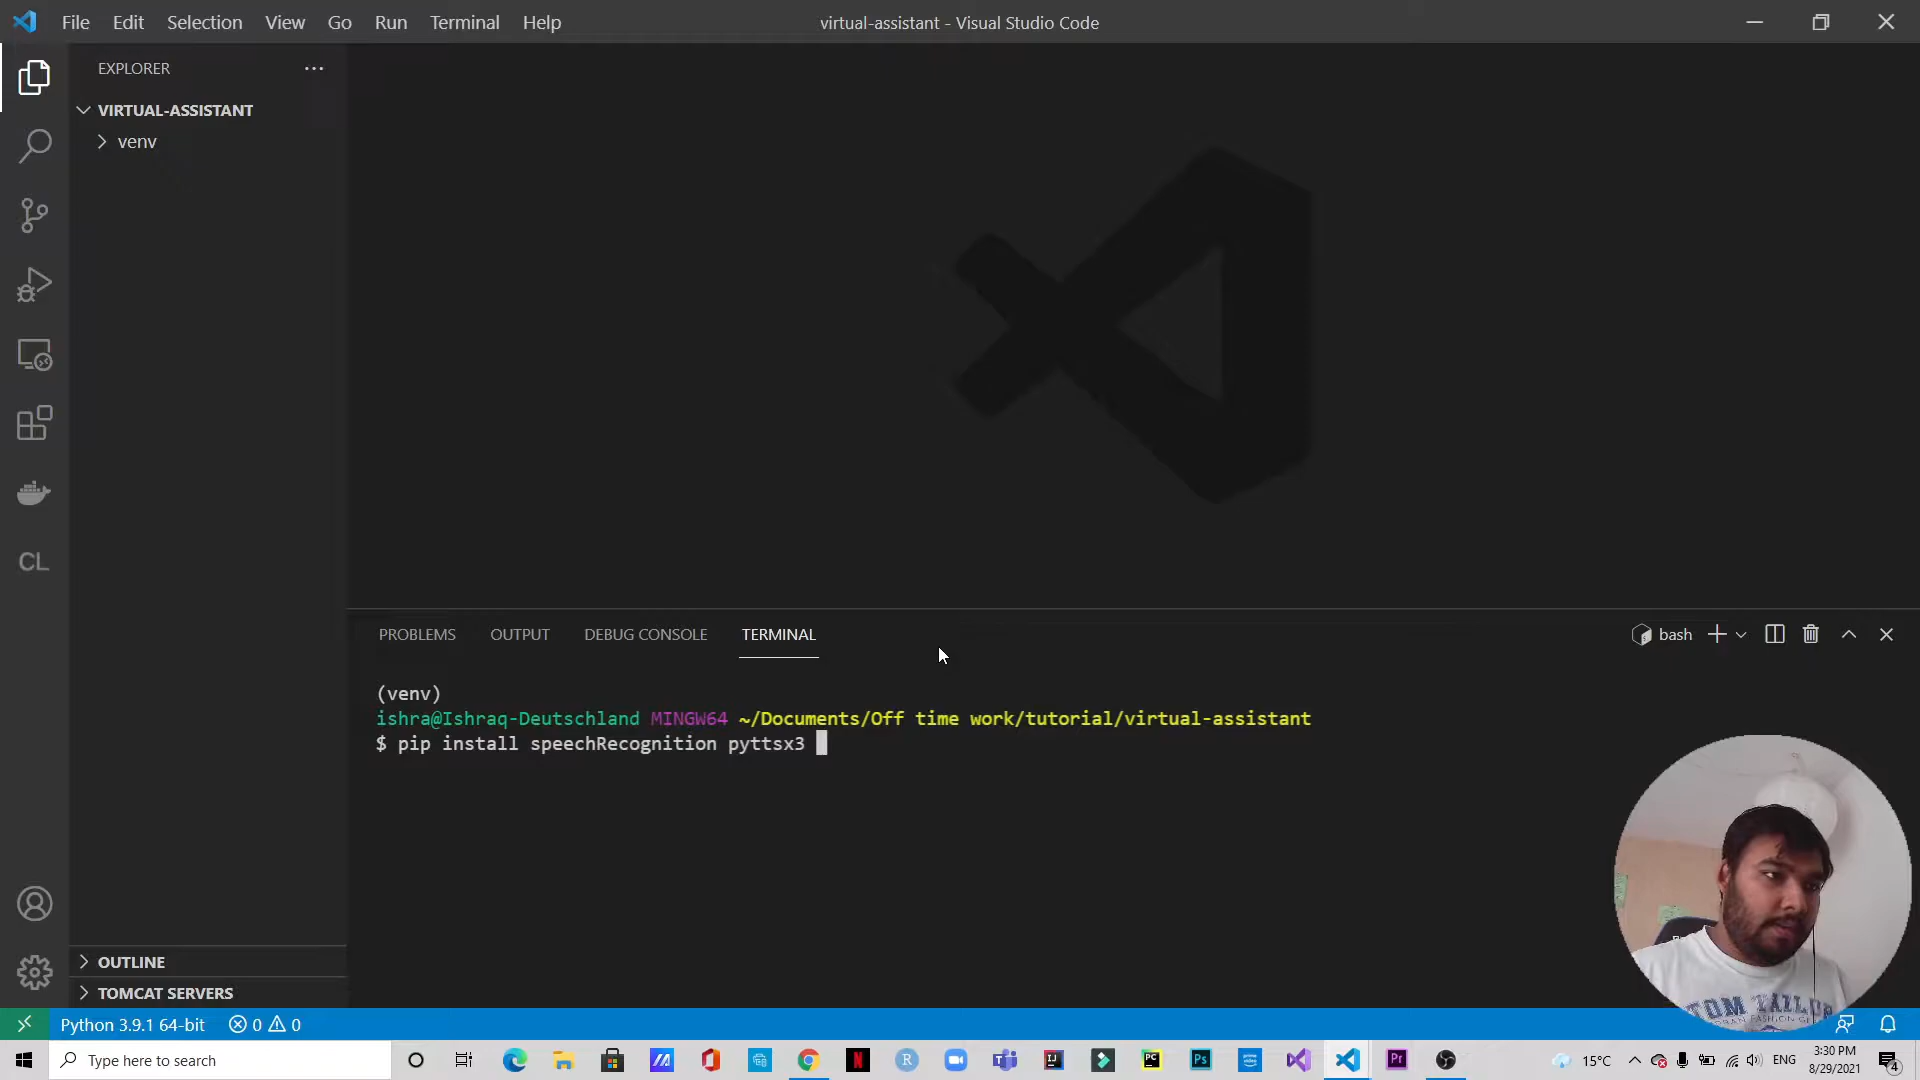 File Edit Selection View Go Run Terminal Help
virtual-assistant - Visual Studio Code
EXPLORER
VIRTUAL-ASSISTANT
venv
CL
PROBLEMS OUTPUT DEBUG CONSOLE TERMINAL
bash
(venv)
ishra@Ishraq-Deutschland MINGW64 ~/Documents/Off time work/tutorial/virtual-assistant
$ pip install speechRecognition pyttsx3
OUTLINE
TOMCAT SERVERS
TOM TAILOR
Python 3.9.1 64-bit 0 0
Type here to search
15°C ENG
3:30 PM
8/29/2021
4